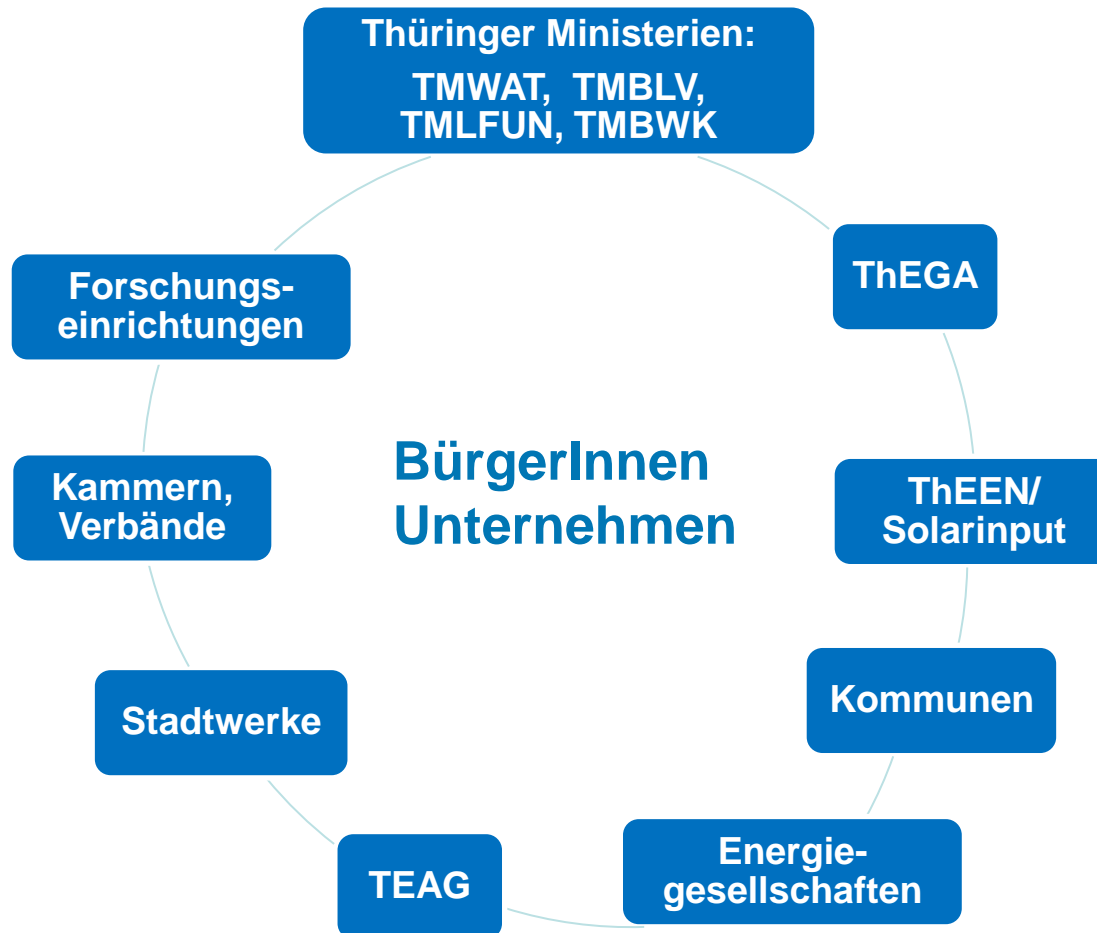 Thüringer Ministerien:
TMWAT, TMBLV,
TMLFUN, TMBWK
ThEGA
Forschungs-
einrichtungen
BürgerInnen
Unternehmen
Kammern,
Verbände
ThEEN/
Solarinput
Kommunen
Stadtwerke
Energie-
gesellschaften
TEAG